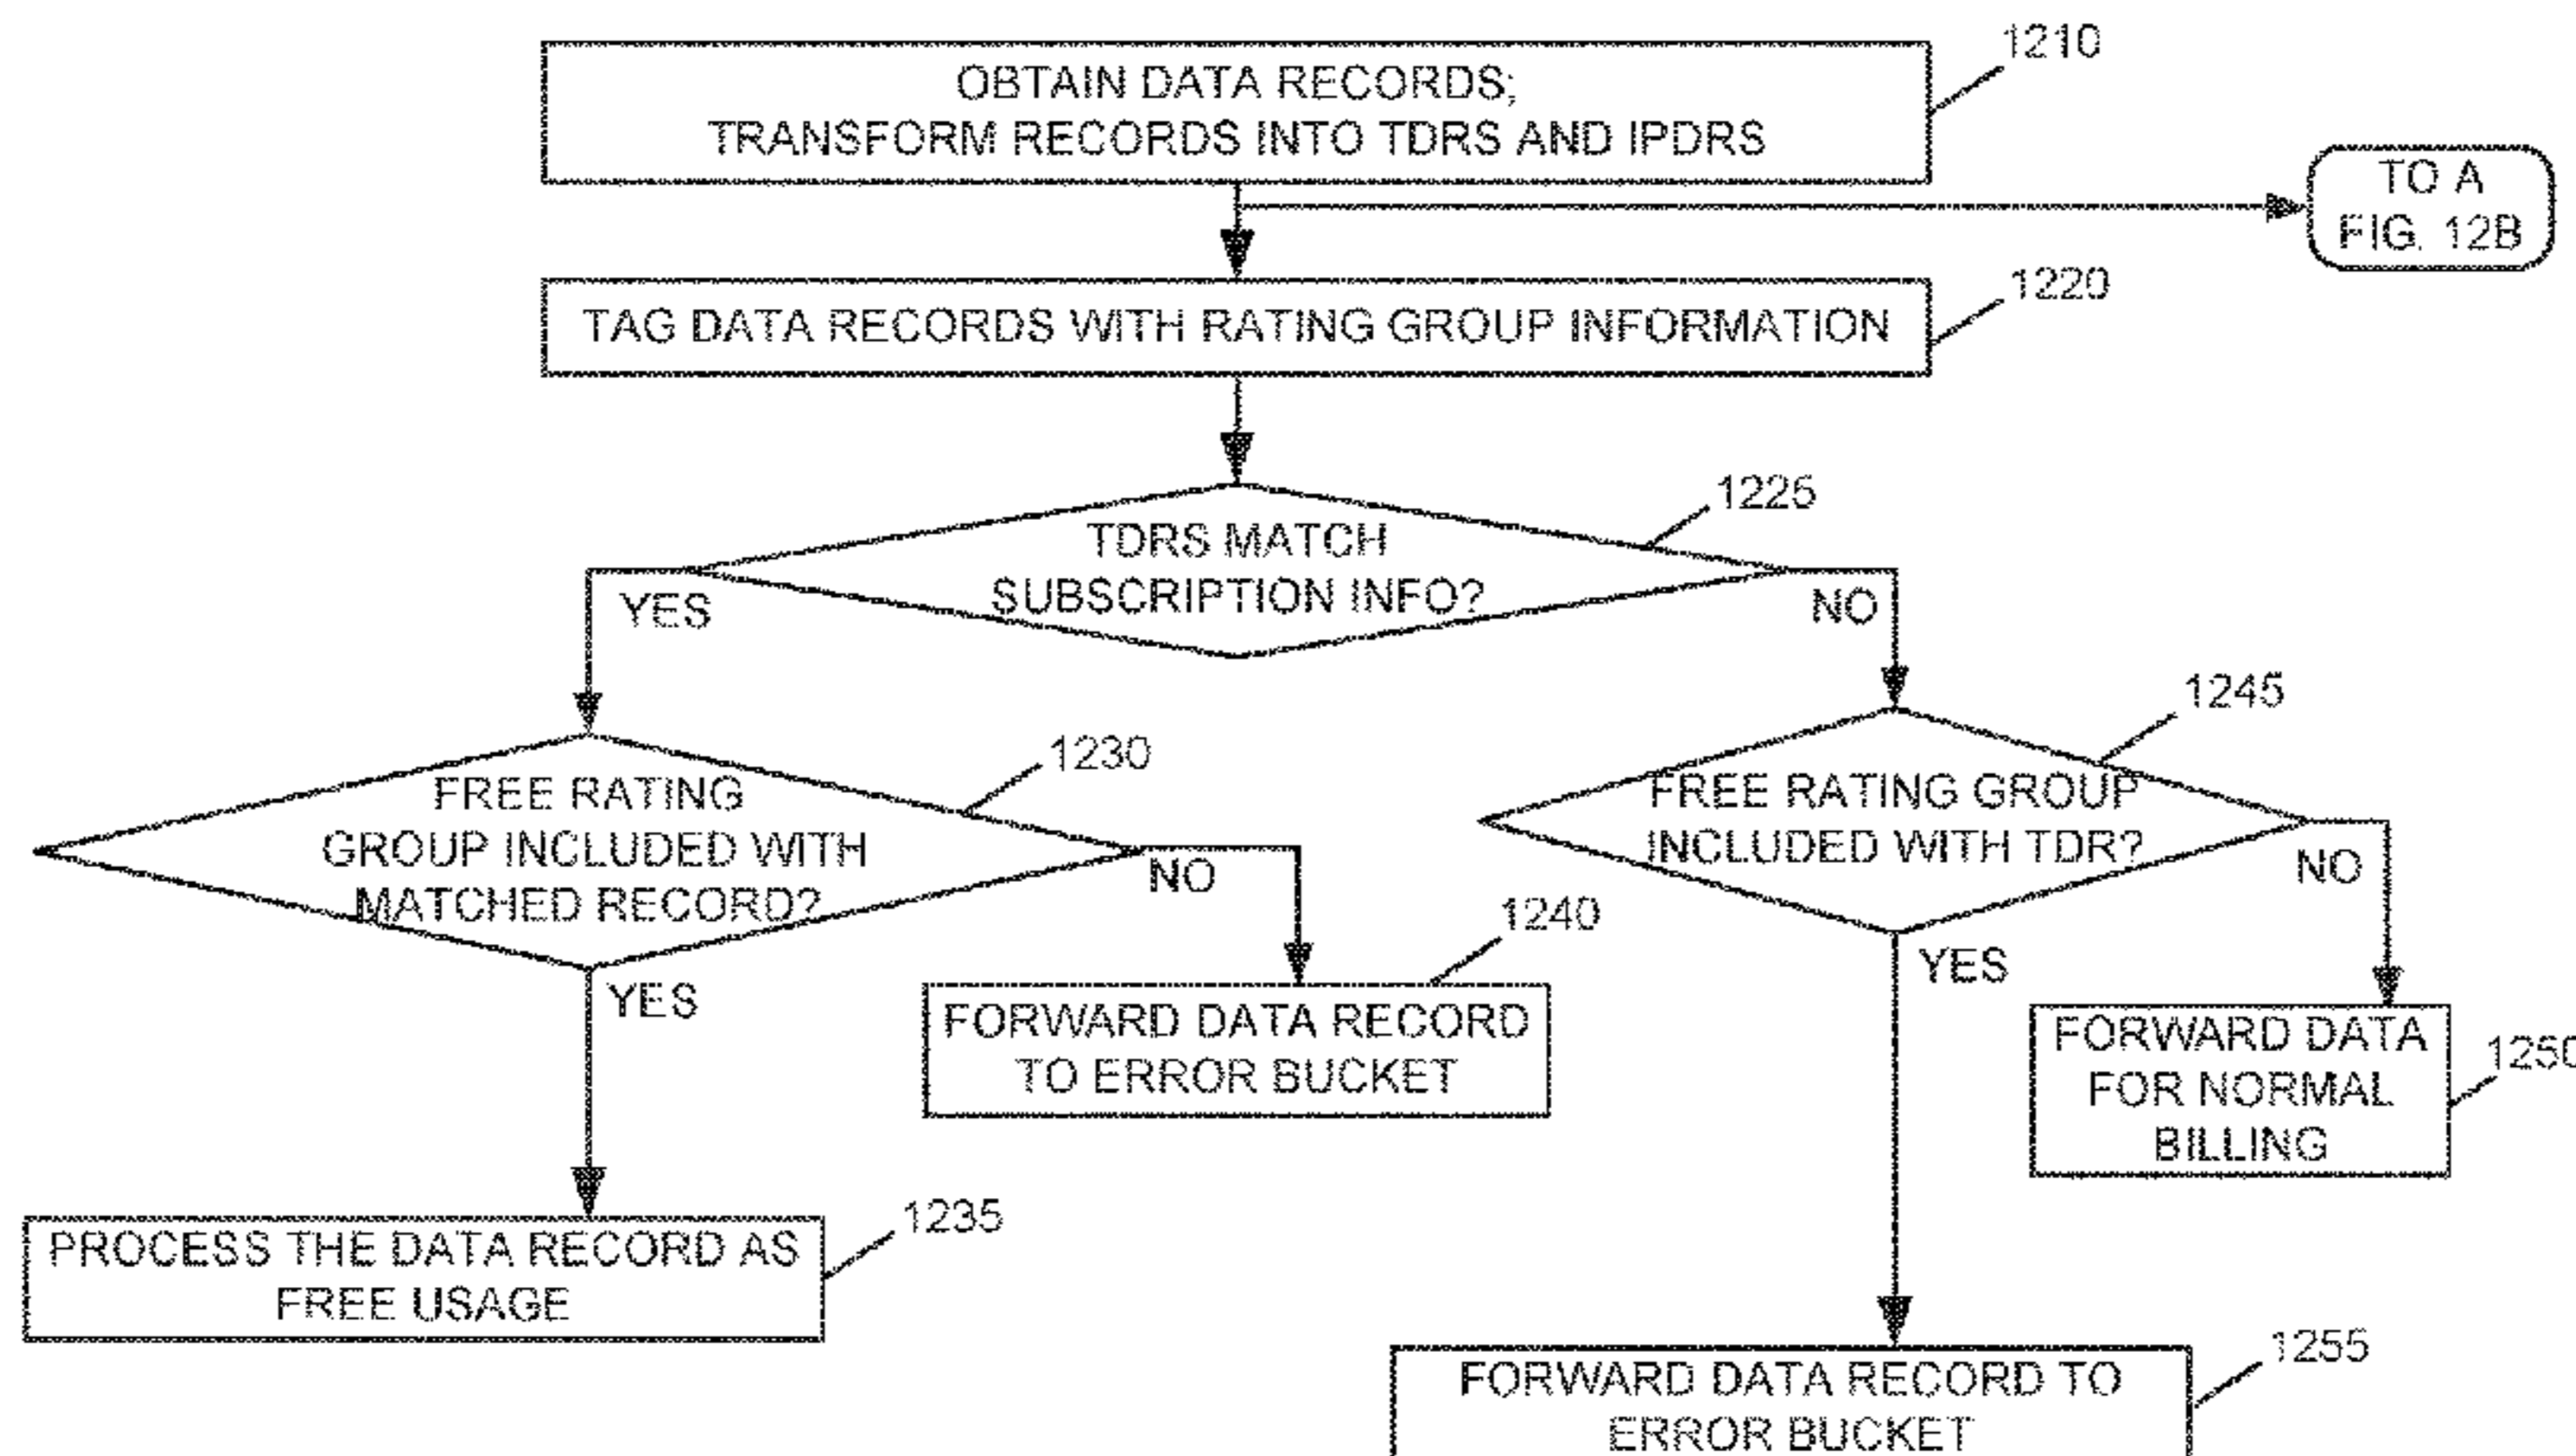 1210
OBTAIN DATA RECORDS;
TRANSFORM RECORDS INTO TDRS AND IPDRS
TO A
FIG. 12B
1220
TAG DATA RECORDS WITH RATING GROUP INFORMATION
1225
TDRS MATCH
SUBSCRIPTION INFO?
YES
NO
1230
FREE RATING
GROUP INCLUDED WITH
MATCHED RECORD?
NO
YES
1245
FREE RATING GROUP
INCLUDED WITH TDR?
NO
YES
1240
FORWARD DATA RECORD
TO ERROR BUCKET
1250
FORWARD DATA
FOR NORMAL
BILLING
1235
PROCESS THE DATA RECORD AS
FREE USAGE
1255
FORWARD DATA RECORD TO
ERROR BUCKET